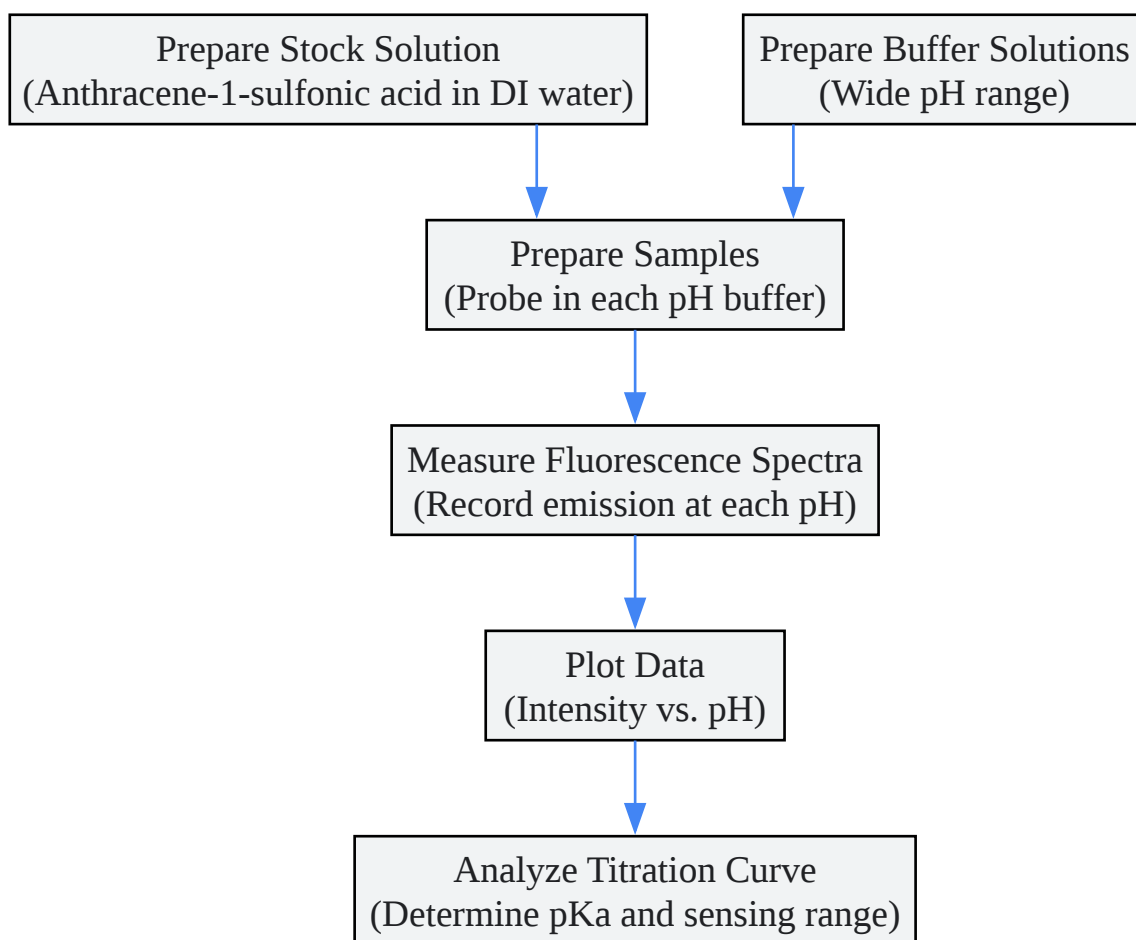 Prepare Stock Solution
(Anthracene-1-sulfonic acid in DI water)
Prepare Buffer Solutions
(Wide pH range)
Prepare Samples
(Probe in each pH buffer)
Measure Fluorescence Spectra
(Record emission at each pH)
Plot Data
(Intensity vs. pH)
Analyze Titration Curve
(Determine pKa and sensing range)